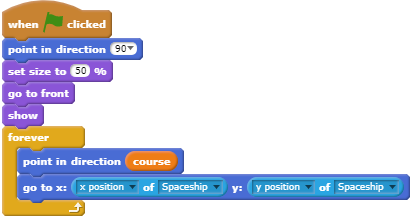 when clicked
point in direction 90
set size to 50 %
go to front
show
forever
point in direction course
go to x: x position of Spaceship y: y position of Spaceship